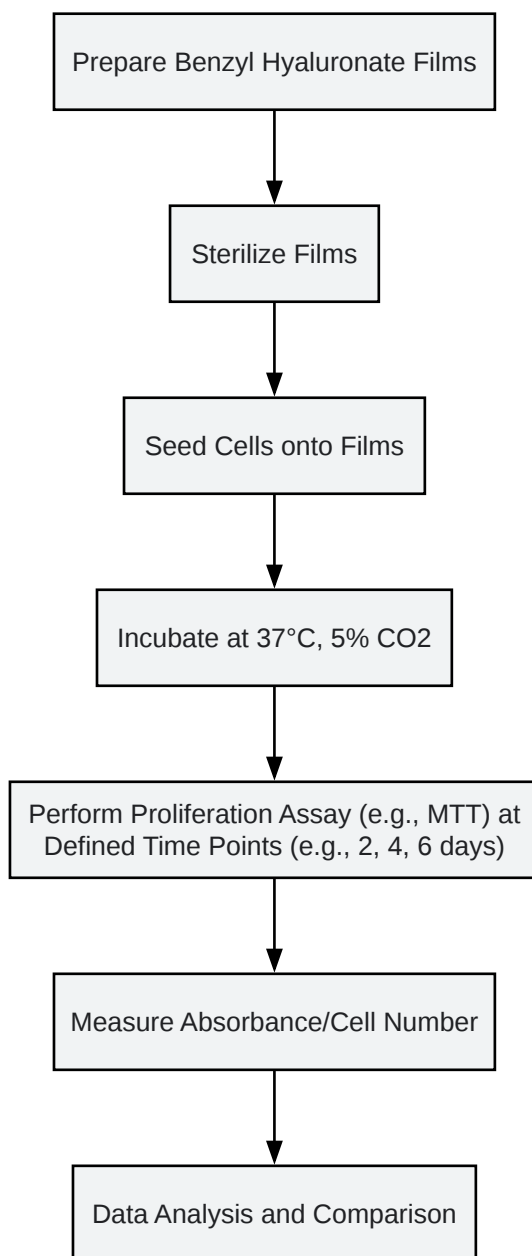 Prepare Benzyl Hyaluronate Films
Sterilize Films
Seed Cells onto Films
Incubate at 37°C, 5% CO2
Perform Proliferation Assay (e.g., MTT) at
Defined Time Points (e.g., 2, 4, 6 days)
Measure Absorbance/Cell Number
Data Analysis and Comparison